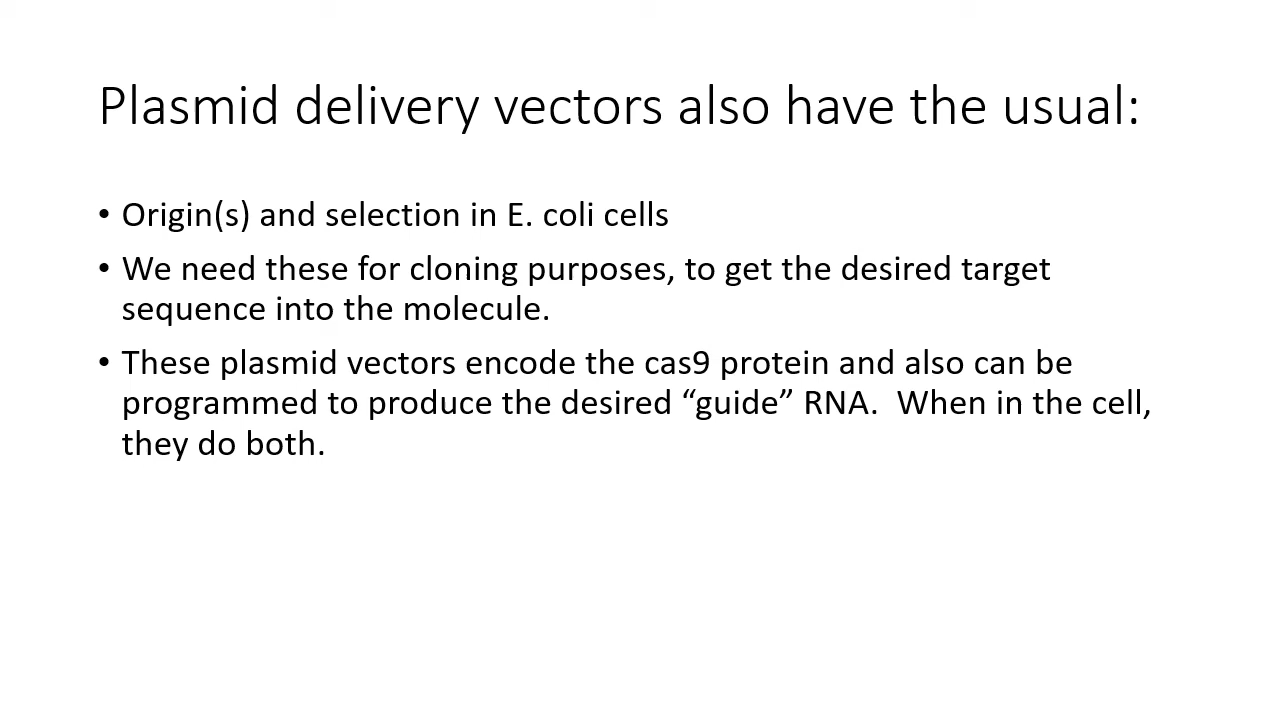 Plasmid delivery vectors also have the usual:
• Origin(s) and selection in E. coli cells
• We need these for cloning purposes, to get the desired target
sequence into the molecule.
• These plasmid vectors encode the cas9 protein and also can be
programmed to produce the desired “guide” RNA.  When in the cell,
they do both.